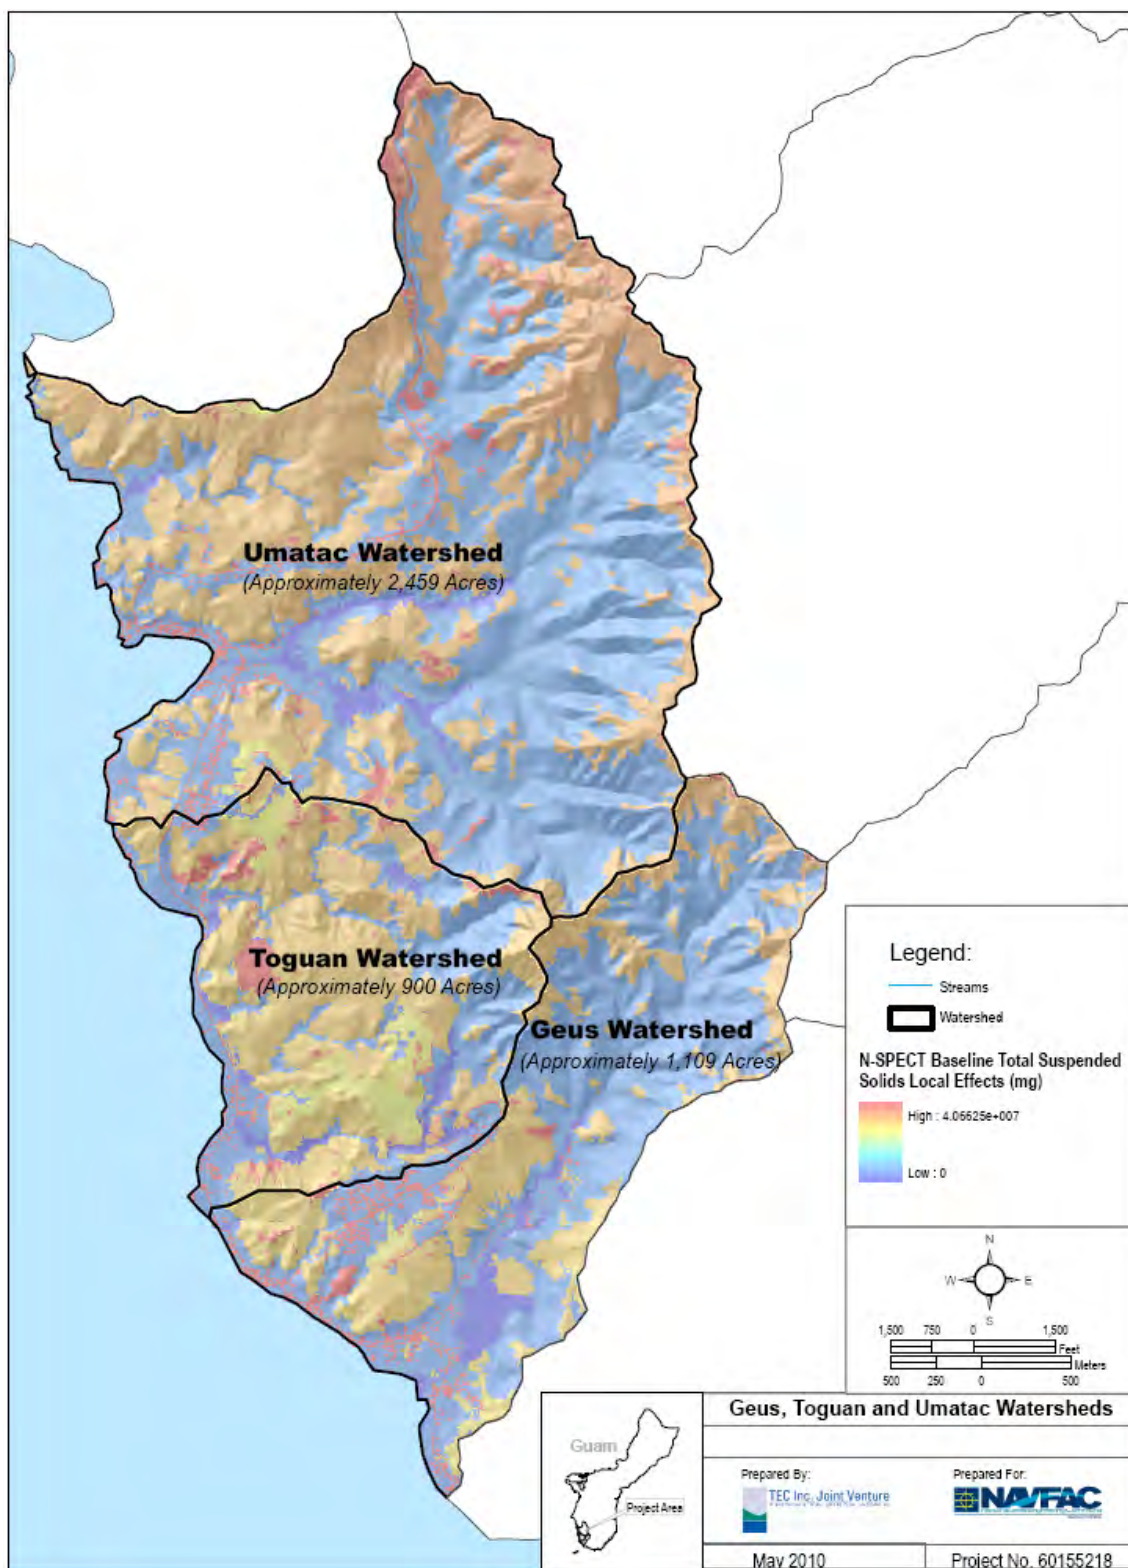 Umatac Watershed
(Approximately 2,459 Acres)
Toguan Watershed
(Approximately 900 Acres)
Geus Watershed
(Approximately 1,109 Acres)
Legend:
Streams
Watershed
N-SPECT Baseline Total Suspended
Solids Local Effects (mg)
High : 4.06625e+007
Low : 0
N
W E
S
1,500 750 0 1,500
Feet
Meters
500 250 0 500
Guam
Project Area
Geus, Toguan and Umatac Watersheds
Prepared By:
TEC Inc. Joint Venture
Prepared For:
NAVFAC
May 2010
Project No. 60155218